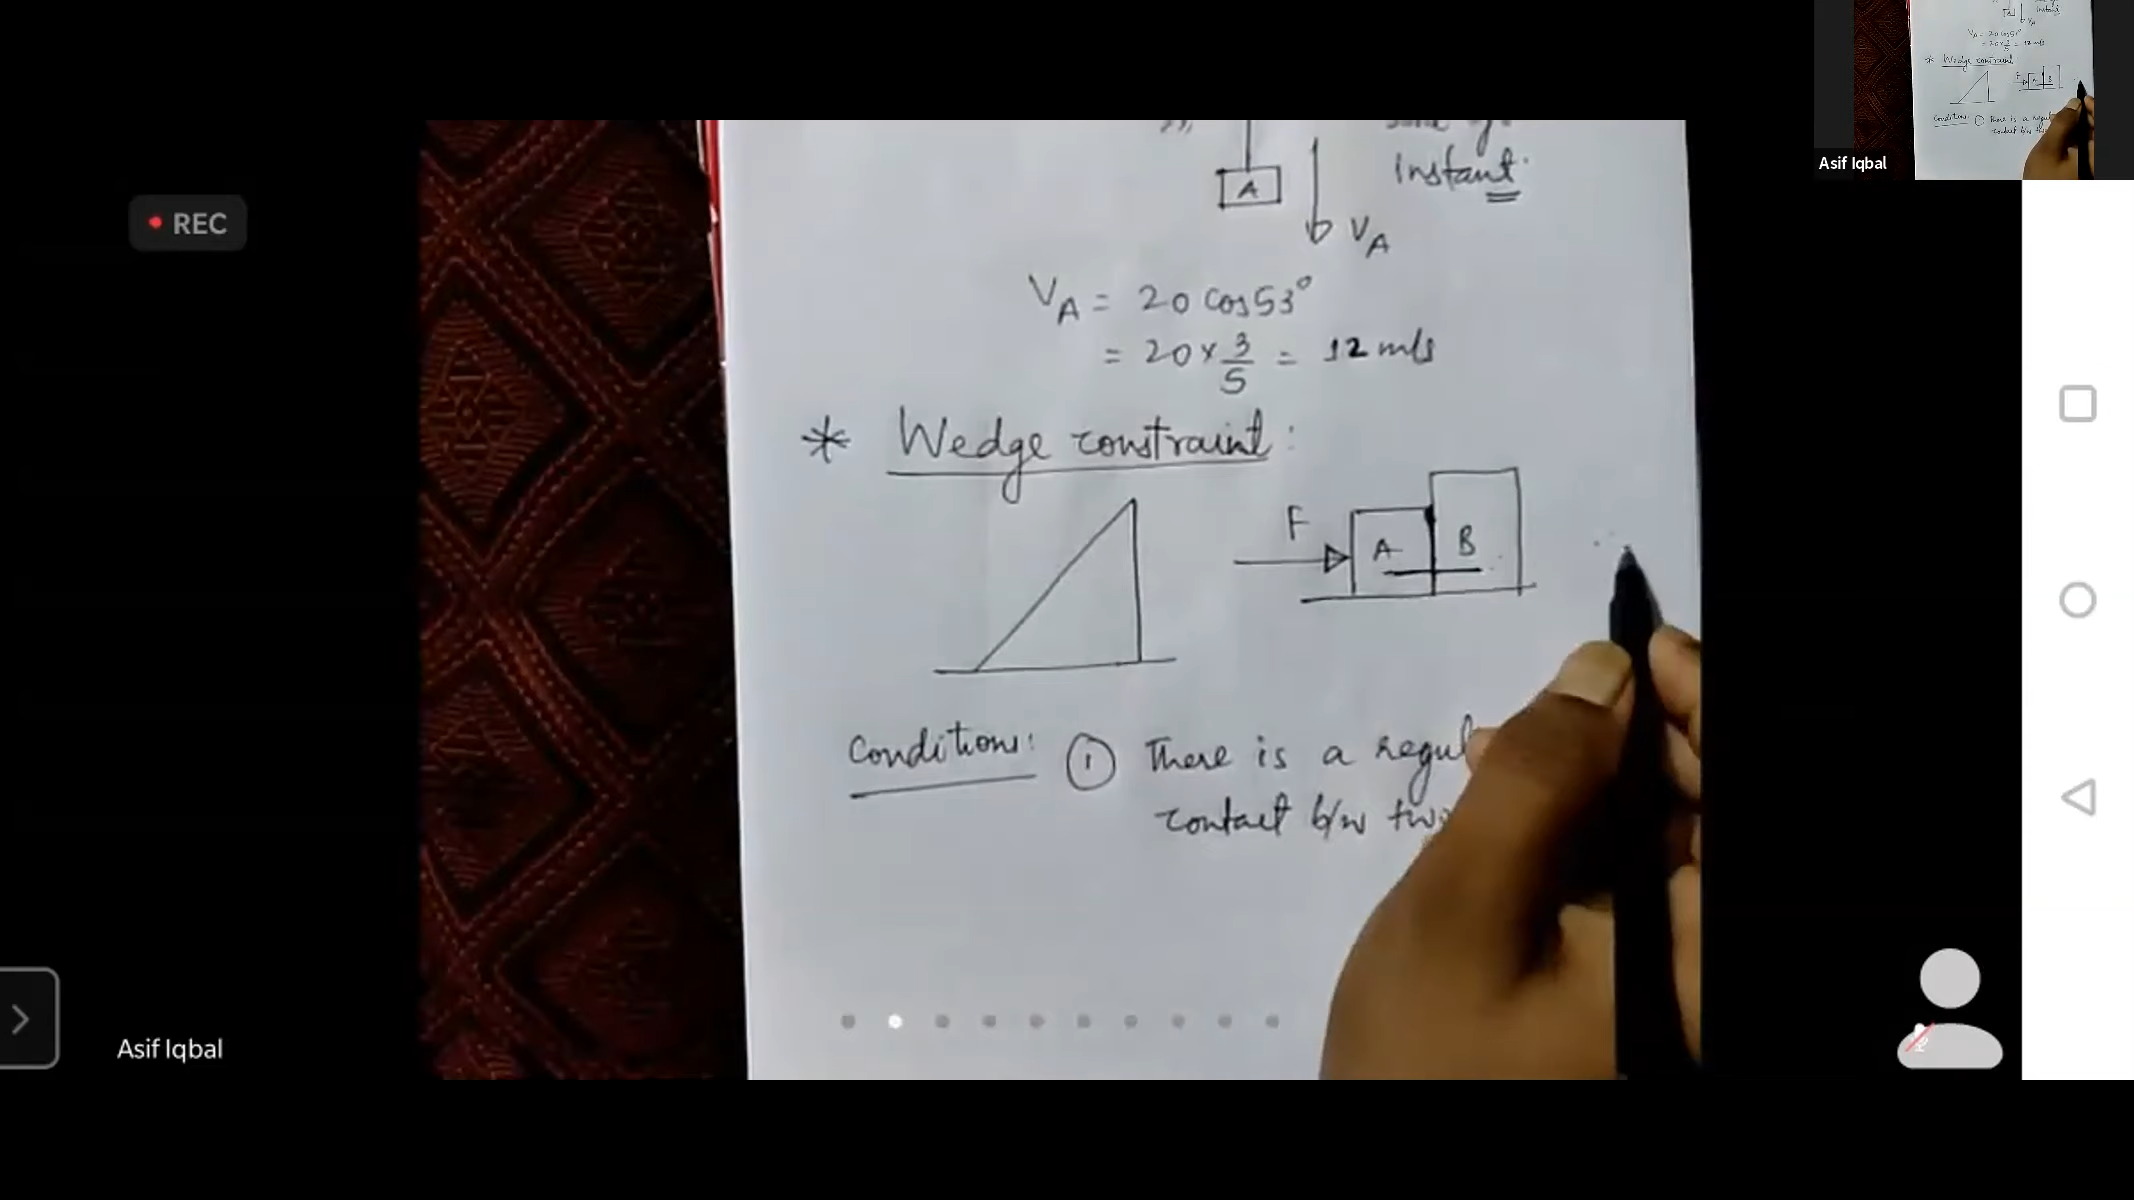 REC
Asif Iqbal
instant.
A
VA
VA = 20 cos 53°
= 20 × 3/5 = 12 m/s
* Wedge constraint:
F
A
B
Conditions: ① There is a
contact b/w two
Asif Iqbal